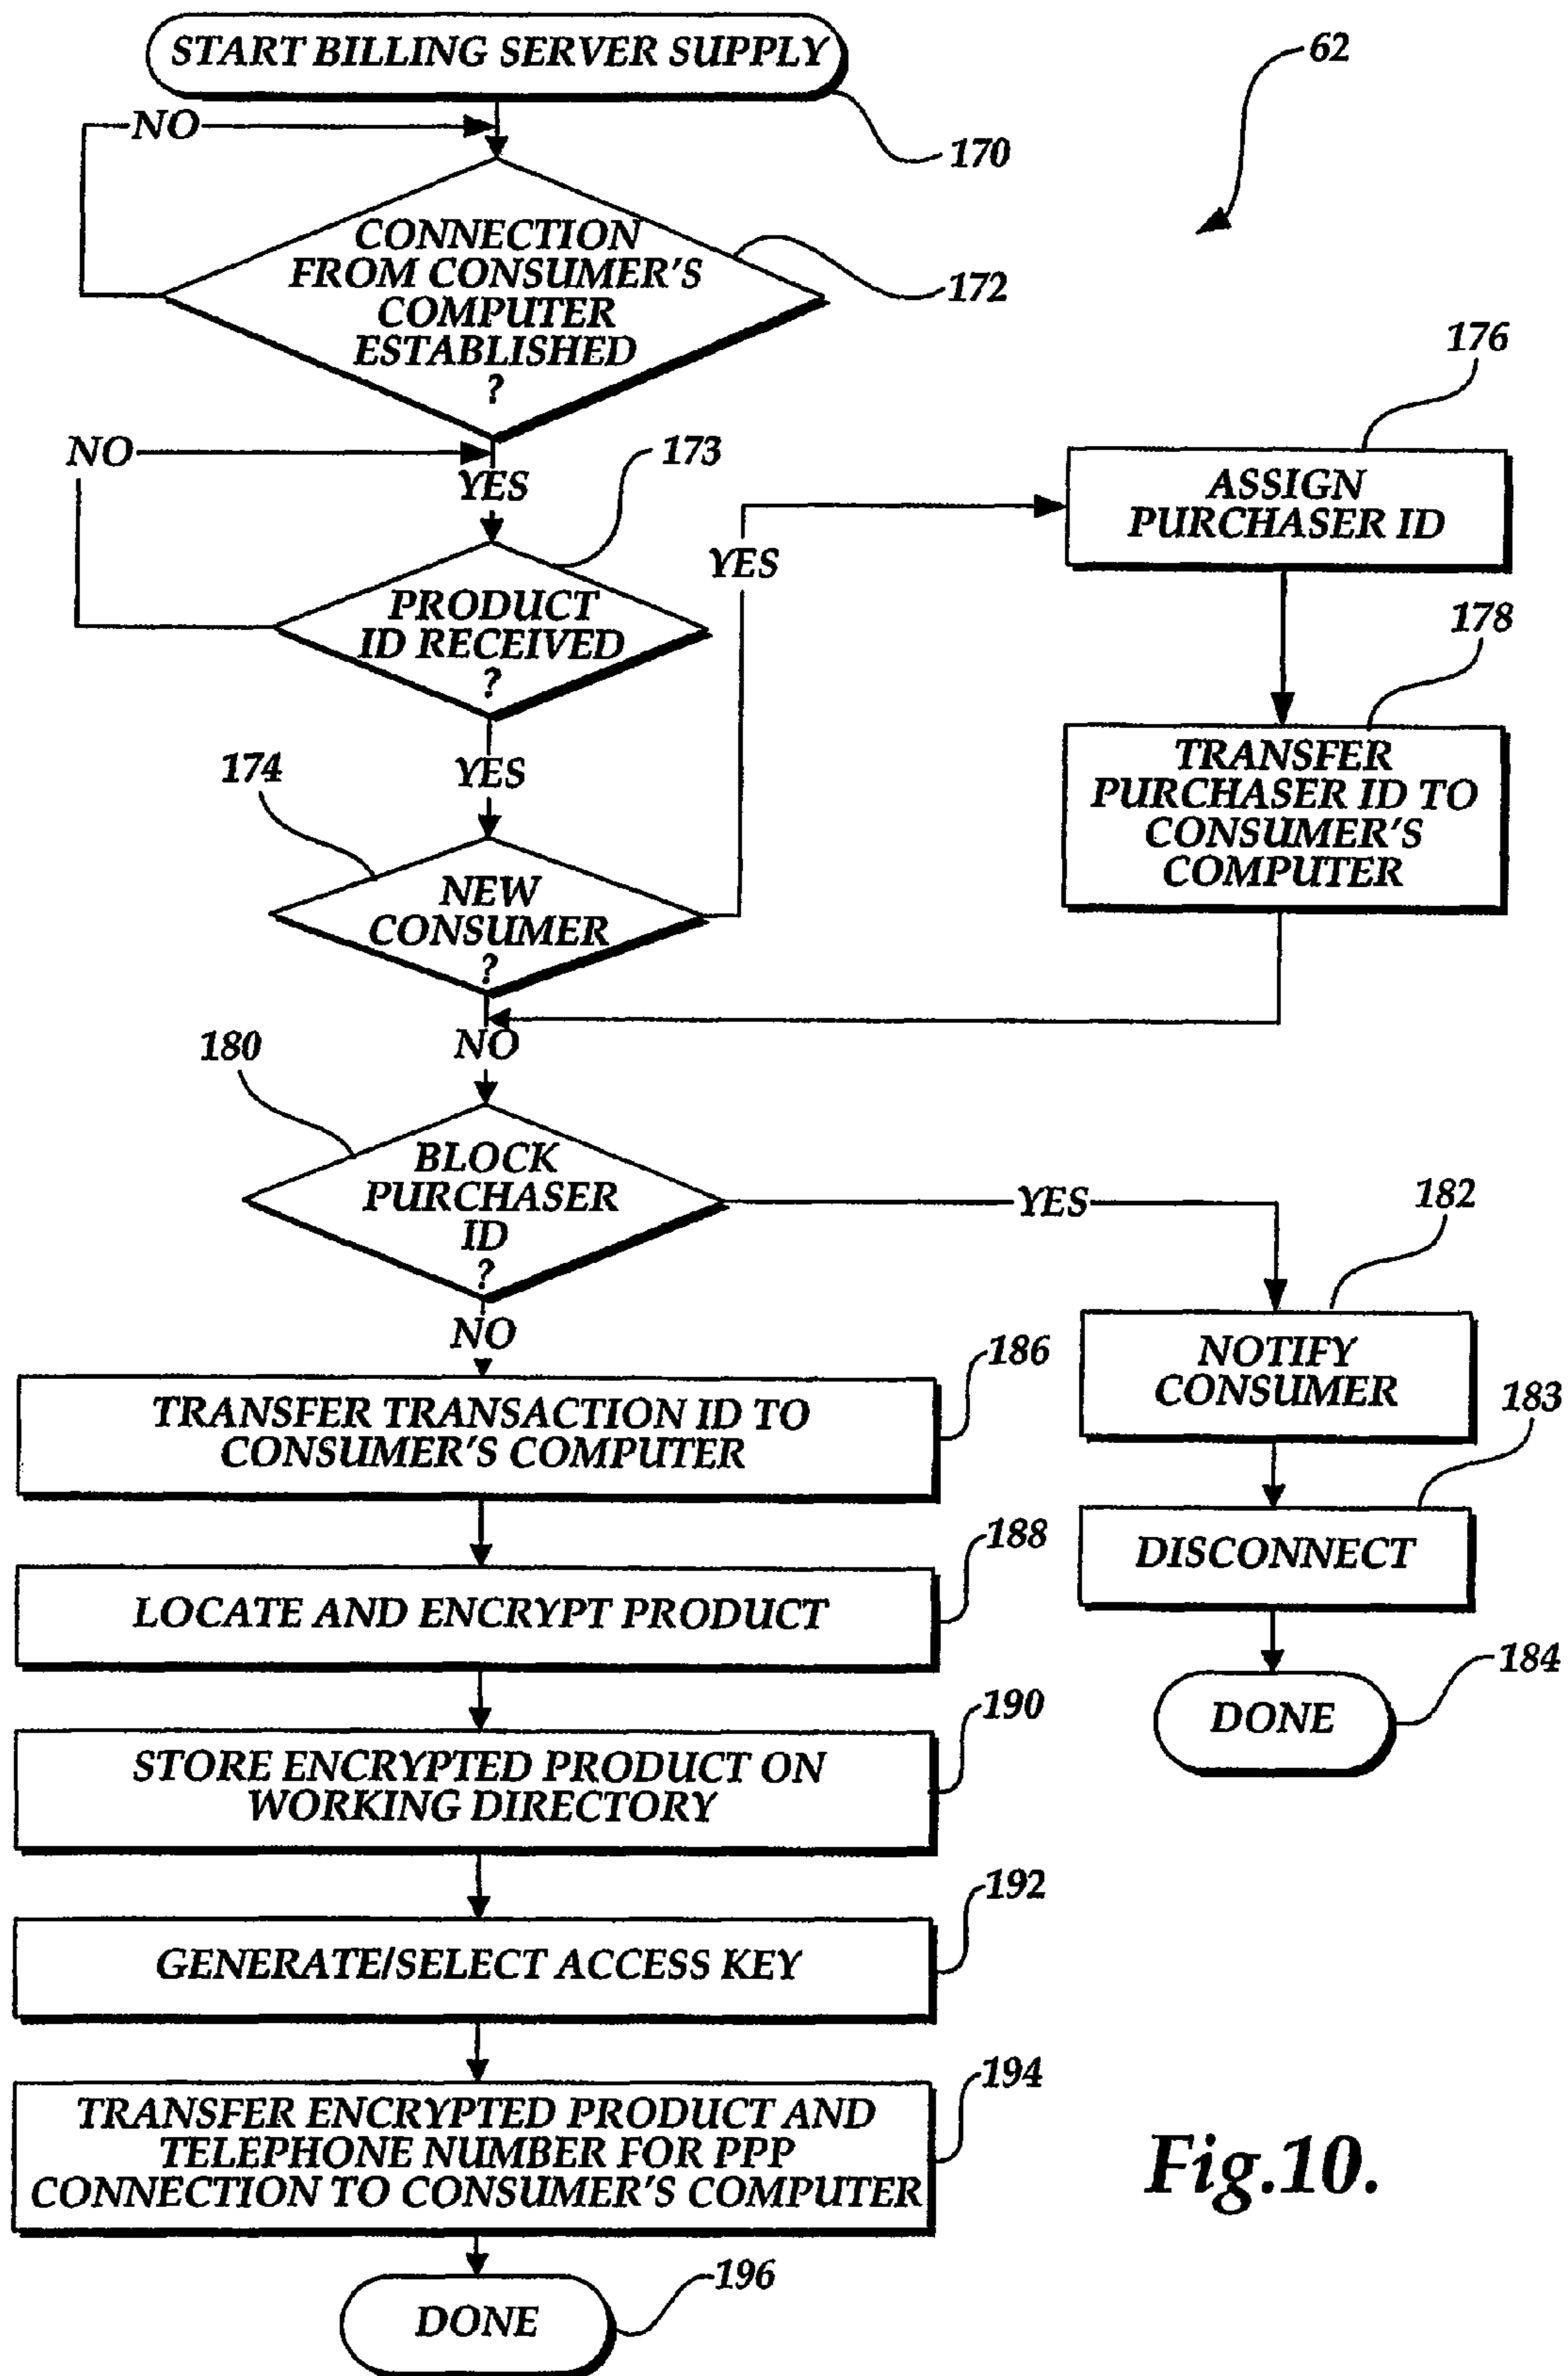 START BILLING SERVER SUPPLY
62
NO
170
CONNECTION
FROM CONSUMER'S
COMPUTER
ESTABLISHED
?
172
176
NO
173
YES
ASSIGN
PURCHASER ID
YES
PRODUCT
ID RECEIVED
?
178
174
YES
TRANSFER
PURCHASER ID TO
CONSUMER'S
COMPUTER
NEW
CONSUMER
?
180
NO
BLOCK
PURCHASER
ID
?
YES
182
NO
186
NOTIFY
CONSUMER
183
TRANSFER TRANSACTION ID TO
CONSUMER'S COMPUTER
188
DISCONNECT
LOCATE AND ENCRYPT PRODUCT
184
190
DONE
STORE ENCRYPTED PRODUCT ON
WORKING DIRECTORY
192
GENERATE/SELECT ACCESS KEY
194
TRANSFER ENCRYPTED PRODUCT AND
TELEPHONE NUMBER FOR PPP
CONNECTION TO CONSUMER'S COMPUTER
Fig.10.
196
DONE